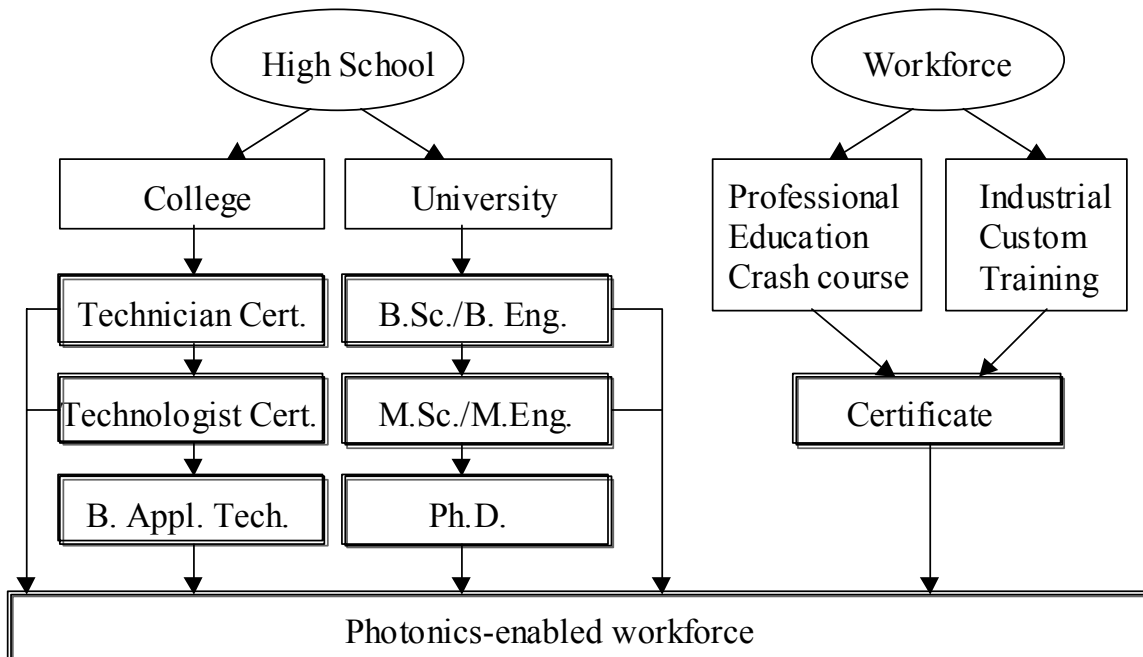 High School
Workforce
College
University
Professional
Education
Crash course
Industrial
Custom
Training
Technician Cert.
B.Sc./B. Eng.
Technologist Cert.
M.Sc./M.Eng.
Certificate
B. Appl. Tech.
Ph.D.
Photonics-enabled workforce